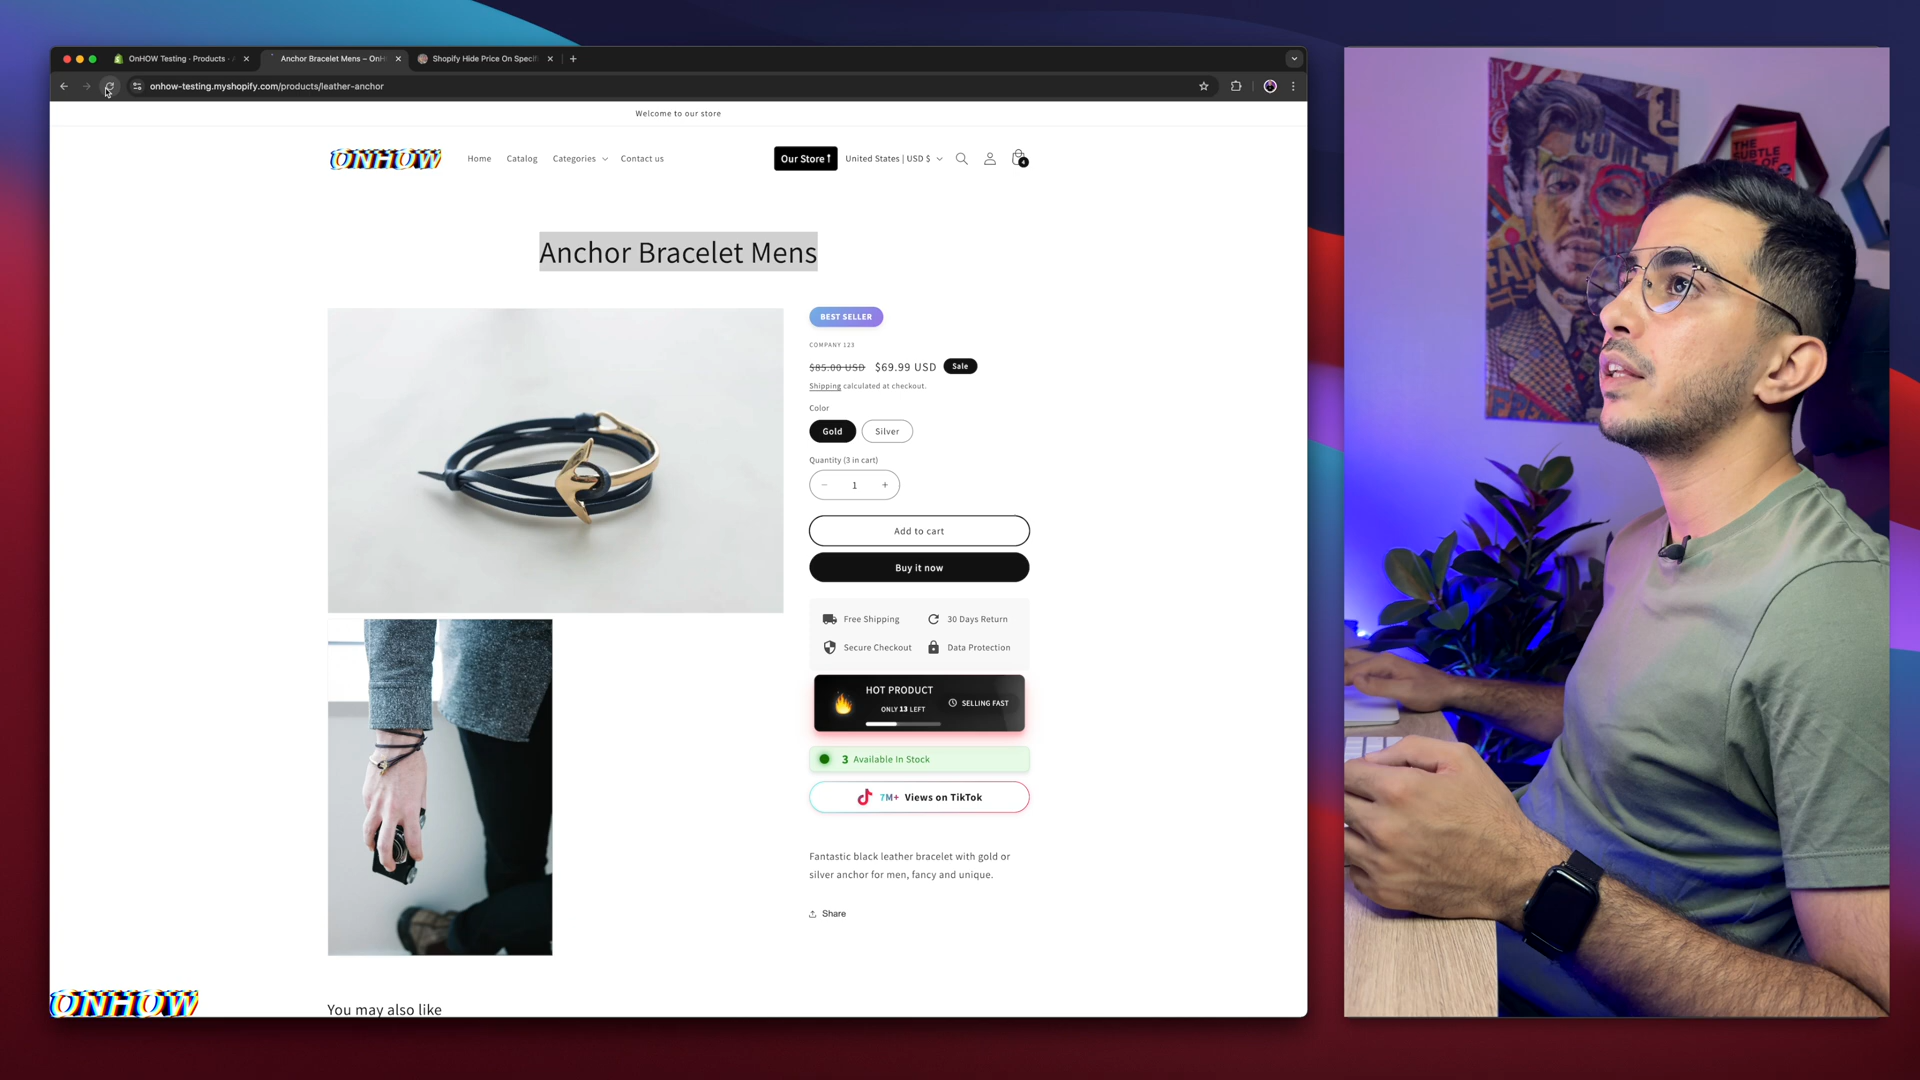 OnHOW Testing · Products ·
Anchor Bracelet Mens – OnH
Shopify Hide Price On Specif
onhow-testing.myshopify.com/products/leather-anchor
Welcome to our store
ONHOW
Home
Catalog
Categories
Contact us
Our Store
United States | USD $
4
Anchor Bracelet Mens
BEST SELLER
COMPANY 123
$85.00 USD $69.99 USD Sale
Shipping calculated at checkout.
Color
Gold
Silver
Quantity (3 in cart)
− 1 +
Add to cart
Buy it now
Free Shipping
30 Days Return
Secure Checkout
Data Protection
HOT PRODUCT
ONLY 13 LEFT
SELLING FAST
3 Available In Stock
7M+ Views on TikTok
Fantastic black leather bracelet with gold or
silver anchor for men, fancy and unique.
Share
You may also like
ONHOW
THE
SUBTLE